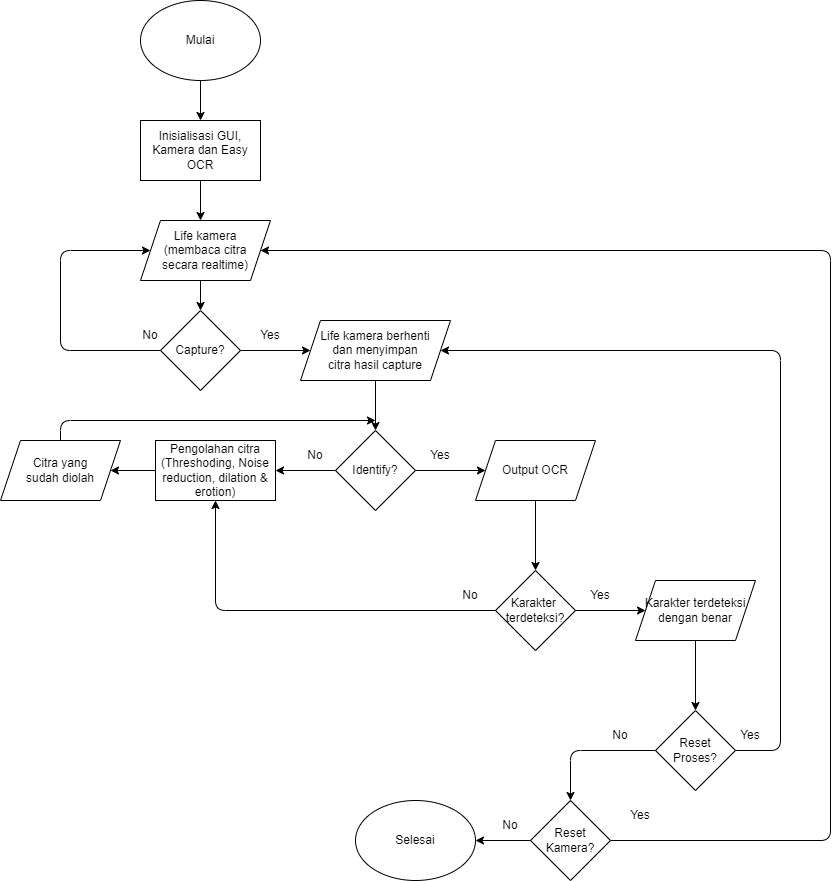 Mulai
Inisialisasi GUI,
Kamera dan Easy
OCR
Life kamera
(membaca citra
secara realtime)
No
Yes
Capture?
Life kamera berhenti
dan menyimpan
citra hasil capture
Citra yang
sudah diolah
Pengolahan citra
(Threshoding, Noise
reduction, dilation &
erotion)
No
Identify?
Yes
Output OCR
No
Karakter
terdeteksi?
Yes
Karakter terdeteksi
dengan benar
No
Reset
Proses?
Yes
Selesai
No
Reset
Kamera?
Yes